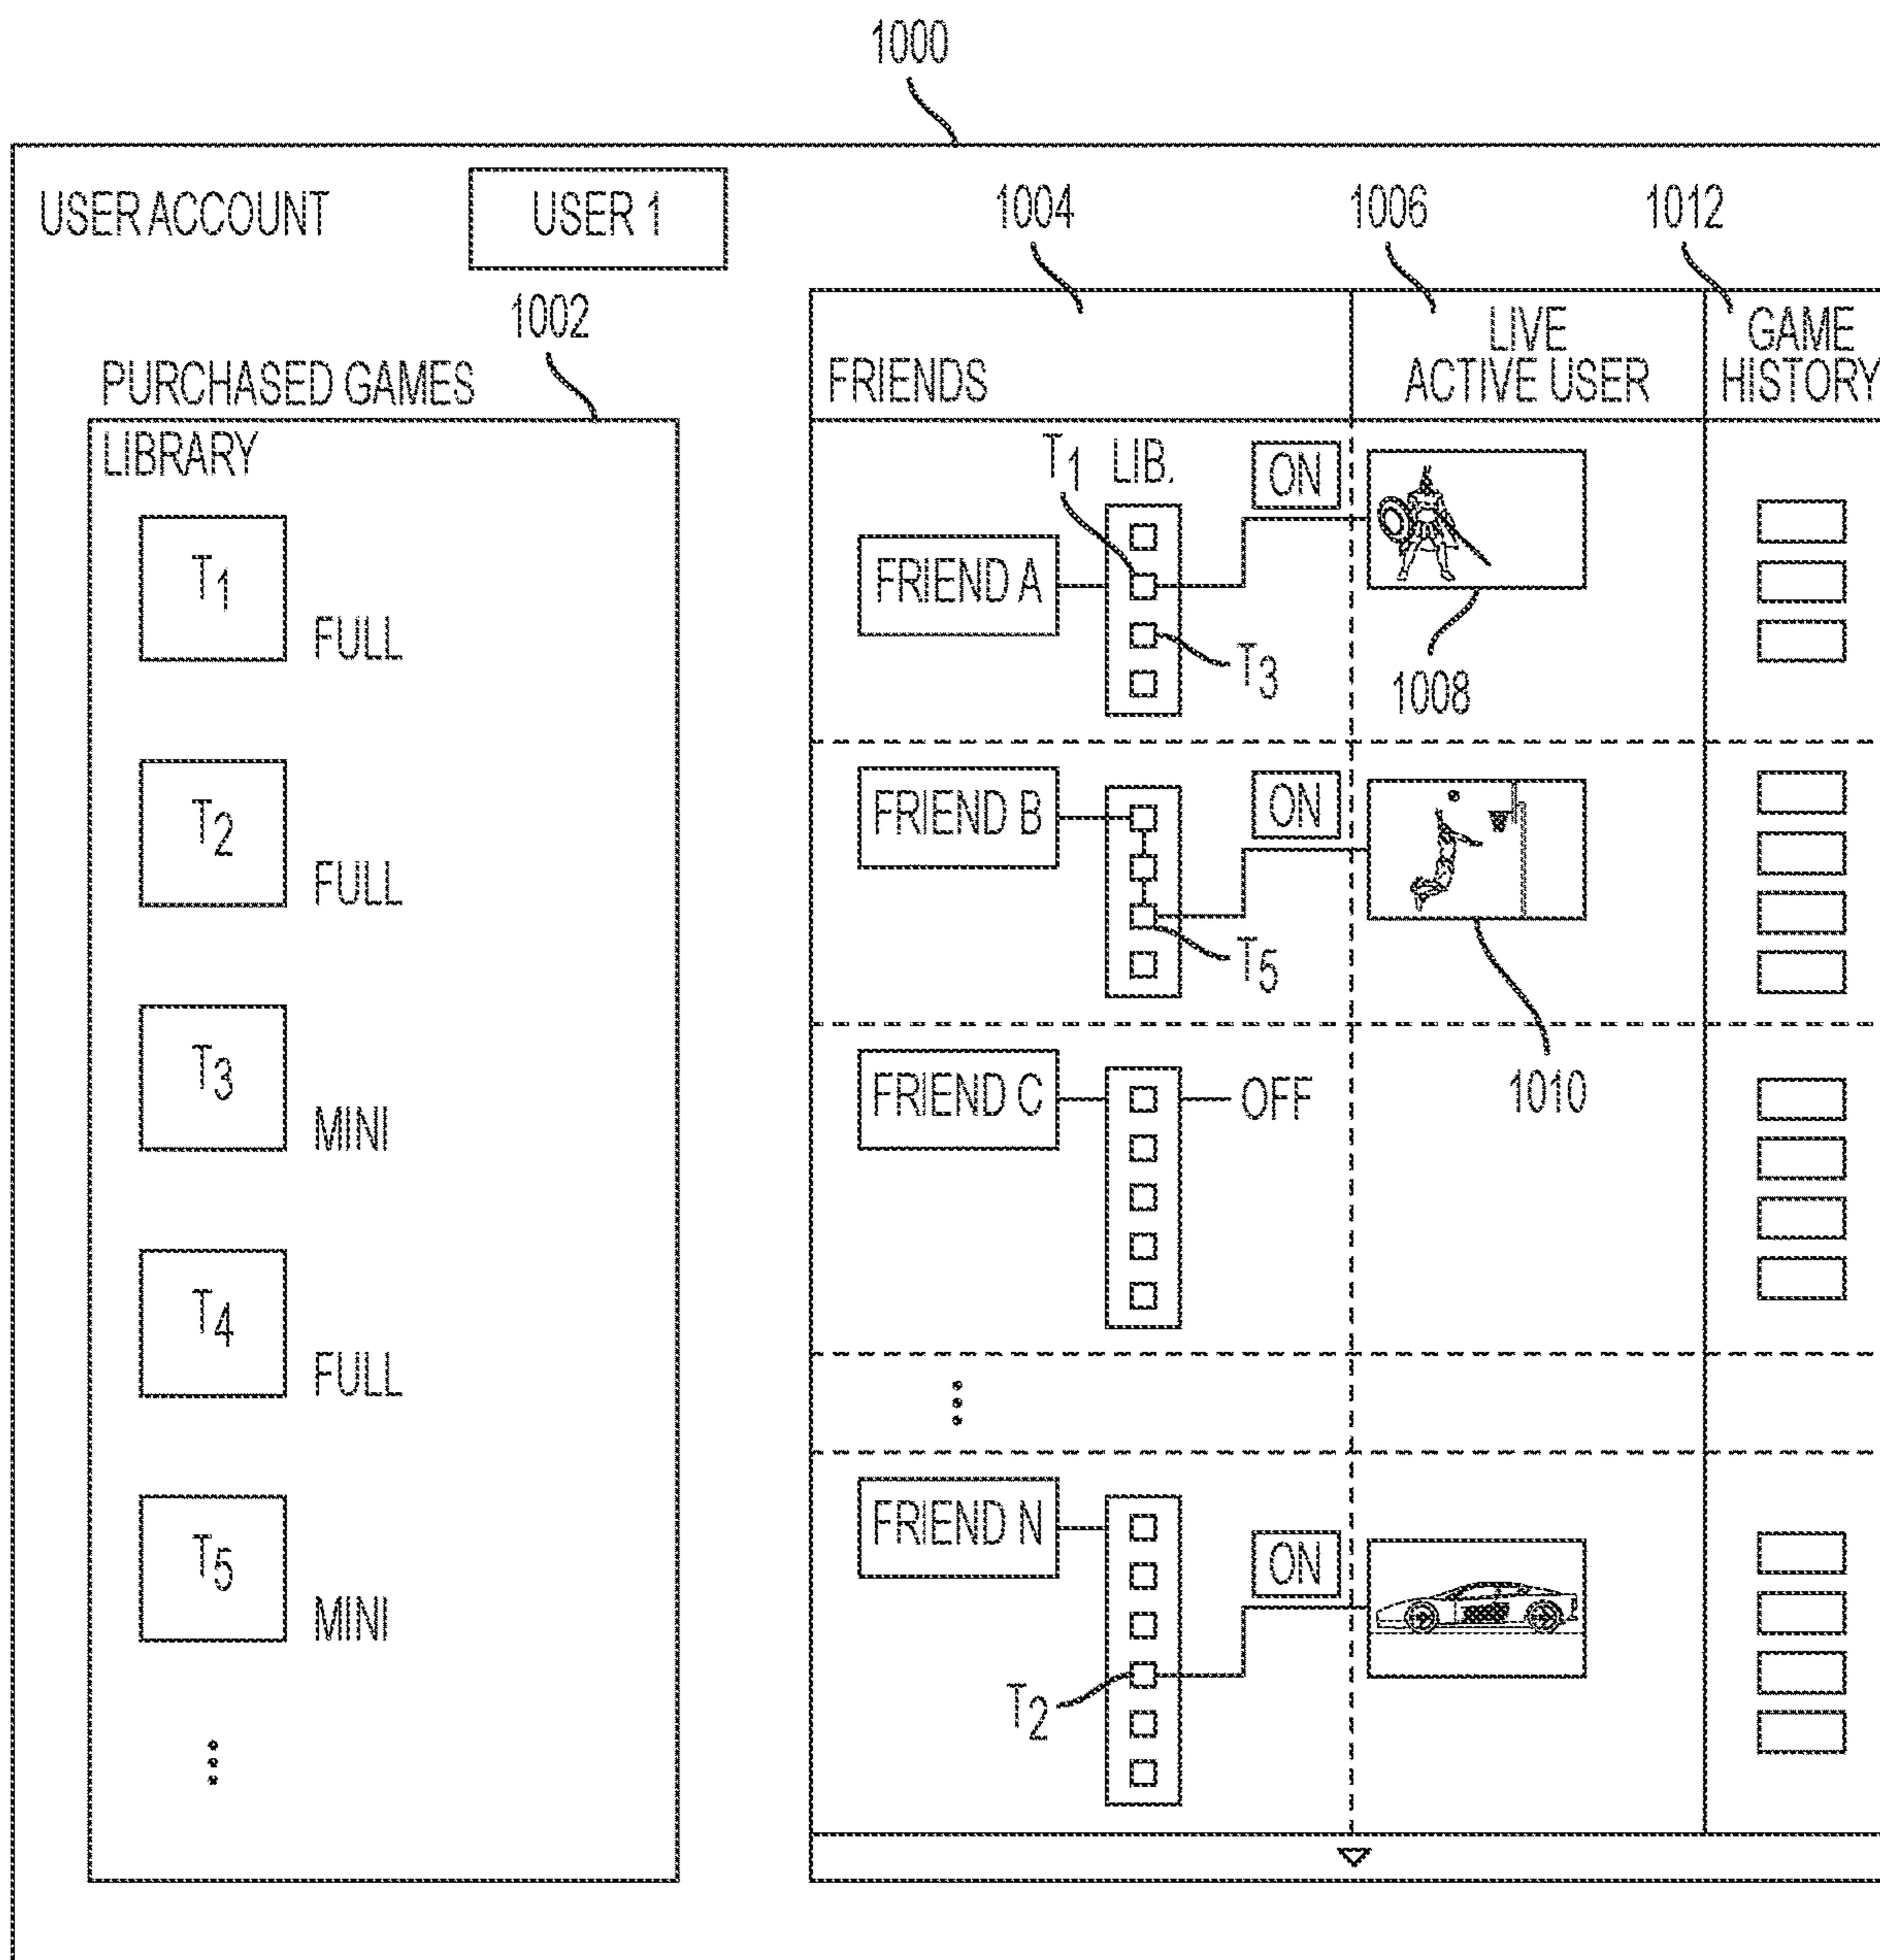 1000
USER ACCOUNT
USER 1
1004
1006
1012
1002
PURCHASED GAMES
LIBRARY
T1
FULL
T2
FULL
T3
MINI
T4
FULL
T5
MINI
FRIENDS
LIVE
ACTIVE USER
GAME
HISTORY
T1
LIB.
ON
FRIEND A
T3
1008
FRIEND B
ON
T5
1010
FRIEND C
OFF
FRIEND N
ON
T2